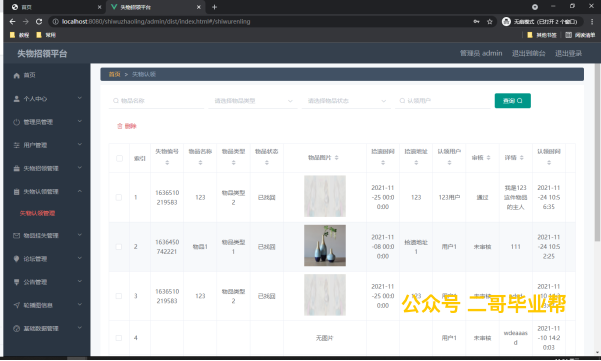 首页
失物招领平台
localhost:8080/shiwuzhaoling/admin/dist/index.html#/shiwurenling
无痕模式 (已打开 2 个窗口)
教程
常用
其他书签
阅读清单
失物招领平台
管理员 admin
退出到前台
退出登录
首页
个人中心
管理员管理
用户管理
失物招领管理
失物认领管理
失物认领管理
物品挂失管理
论坛管理
公告管理
轮播图信息
基础数据管理
首页 > 失物认领
物品名称
请选择物品类型
请选择物品状态
认领用户
查询
删除
索引 失物编号 物品名称 物品类型 物品状态 物品图片 拾遗时间 拾遗地址 认领用户 审核 详情 认领时间
1 1636510219583 123 物品类型2 已找回 2021-11-25 00:00:00 123 123用户 通过 我是123这件物品的主人 2021-11-24 10:56:35
2 1636450742221 物品1 物品类型1 已找回 2021-11-08 00:00:00 拾遗地址1 用户1 未审核 111 2021-11-24 10:52:25
3 1636510219583 123 物品类型2 已找回 2021-11-25 00:00:00 123
4 无图片 用户1 未审核 wdeaaasd 2021-11-10 14:20:03
公众号 二哥毕业帮